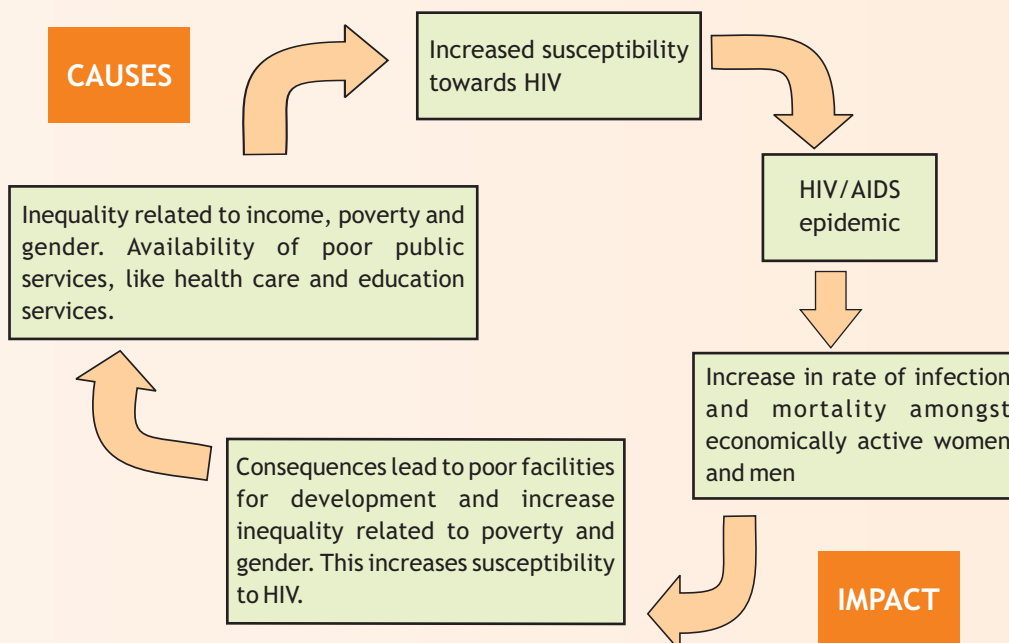 CAUSES
Increased susceptibility
towards HIV
HIV/AIDS
epidemic
Inequality related to income, poverty and
gender. Availability of poor public
services, like health care and education
services.
Increase in rate of infection
and mortality amongst
economically active women
and men
Consequences lead to poor facilities
for development and increase
inequality related to poverty and
gender. This increases susceptibility
to HIV.
IMPACT